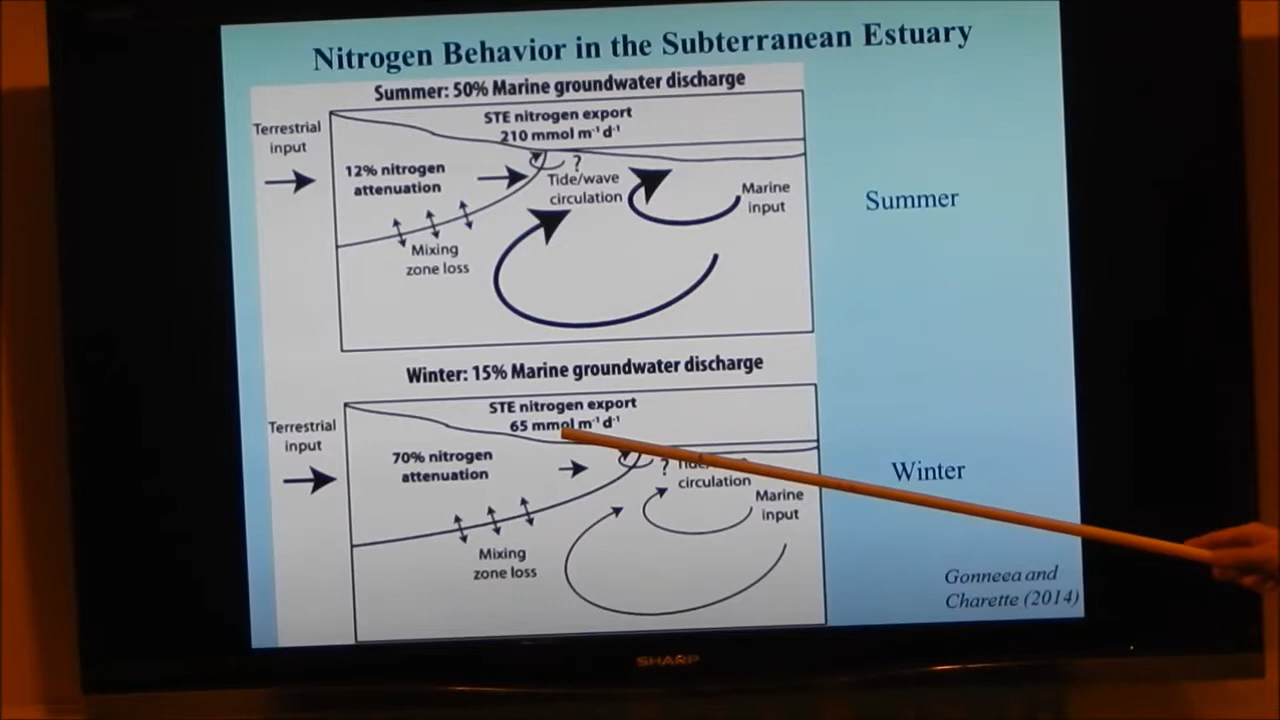 Nitrogen Behavior in the Subterranean Estuary
Summer: 50% Marine groundwater discharge
STE nitrogen export
210 mmol m⁻¹ d⁻¹
Terrestrial
input
12% nitrogen
attenuation
?
Tide/wave
circulation
Marine
input
Mixing
zone loss
Summer
Winter: 15% Marine groundwater discharge
STE nitrogen export
65 mmol m⁻¹ d⁻¹
Terrestrial
input
70% nitrogen
attenuation
?
circulation
Marine
input
Mixing
zone loss
Winter
Gonneea and
Charette (2014)
SHARP